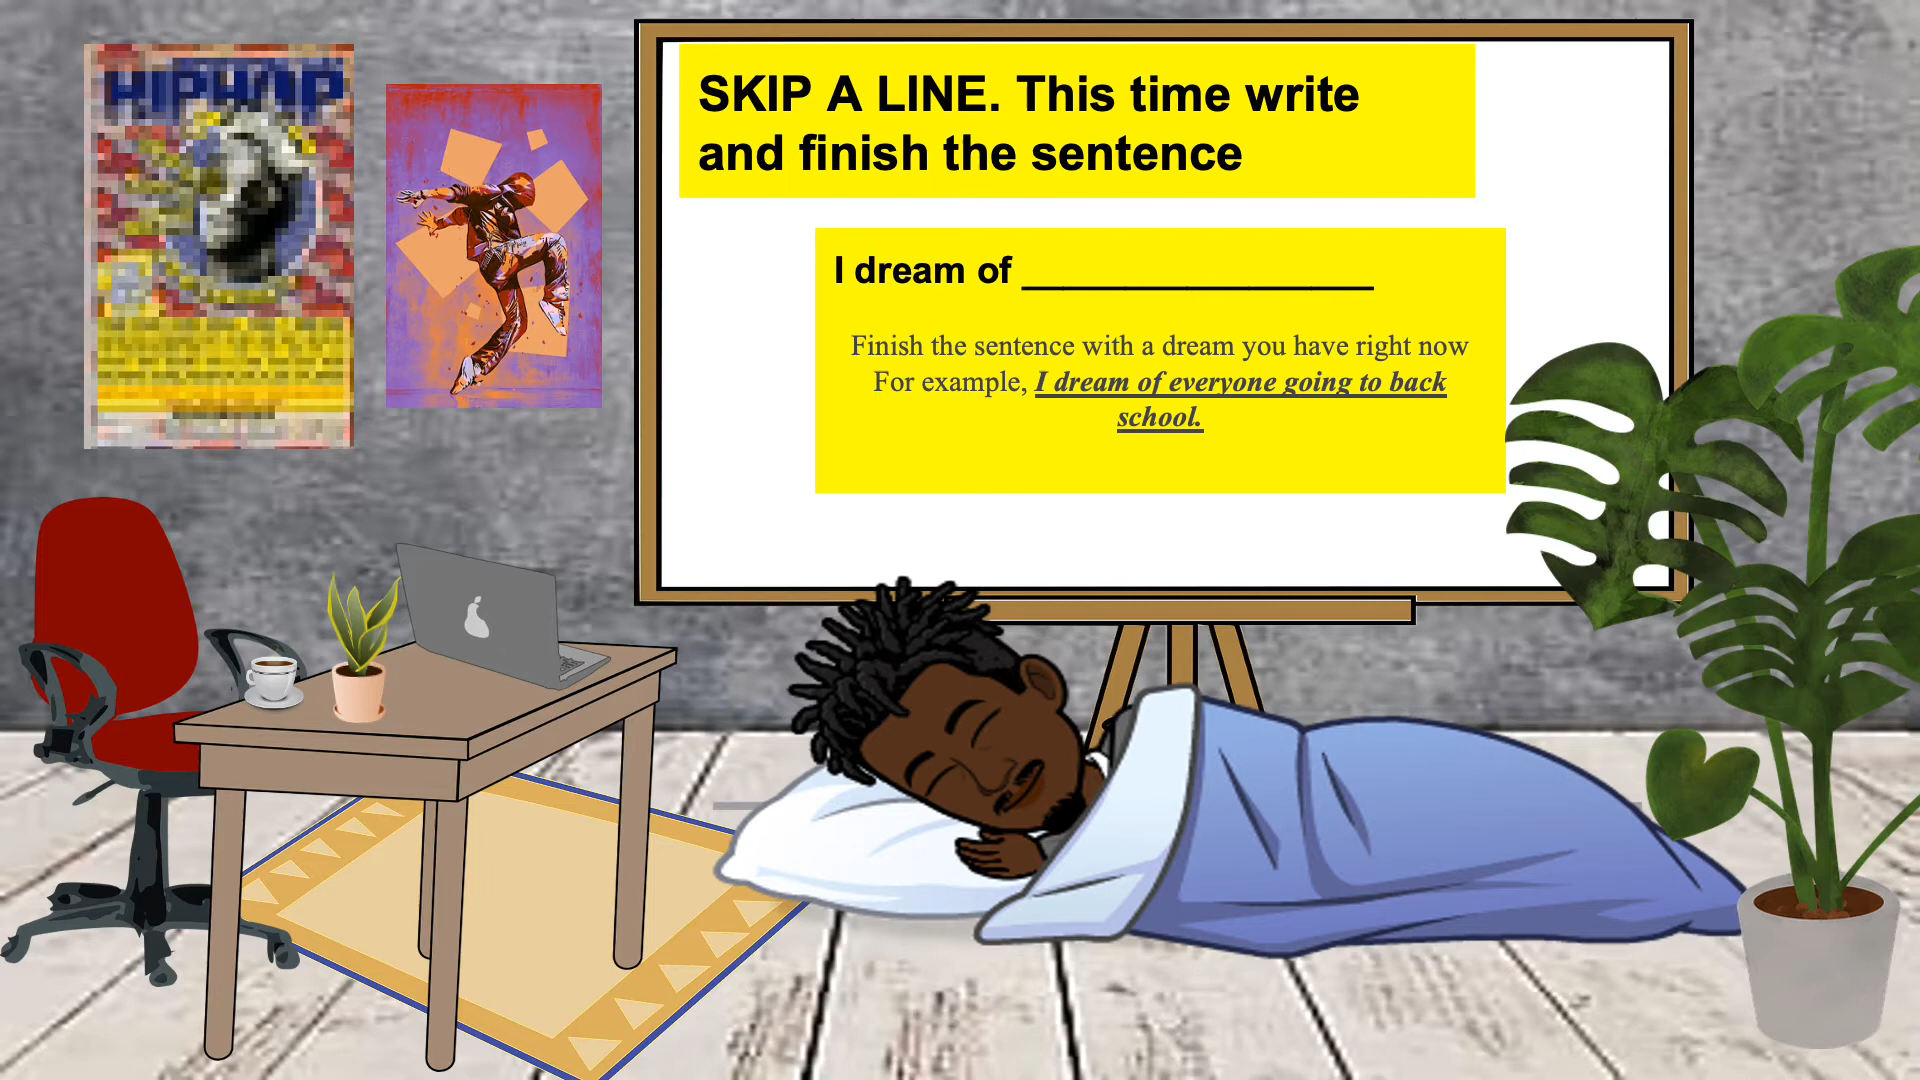 HIPHOP
SKIP A LINE. This time write
and finish the sentence
I dream of _________________
Finish the sentence with a dream you have right now
For example, I dream of everyone going to back
school.